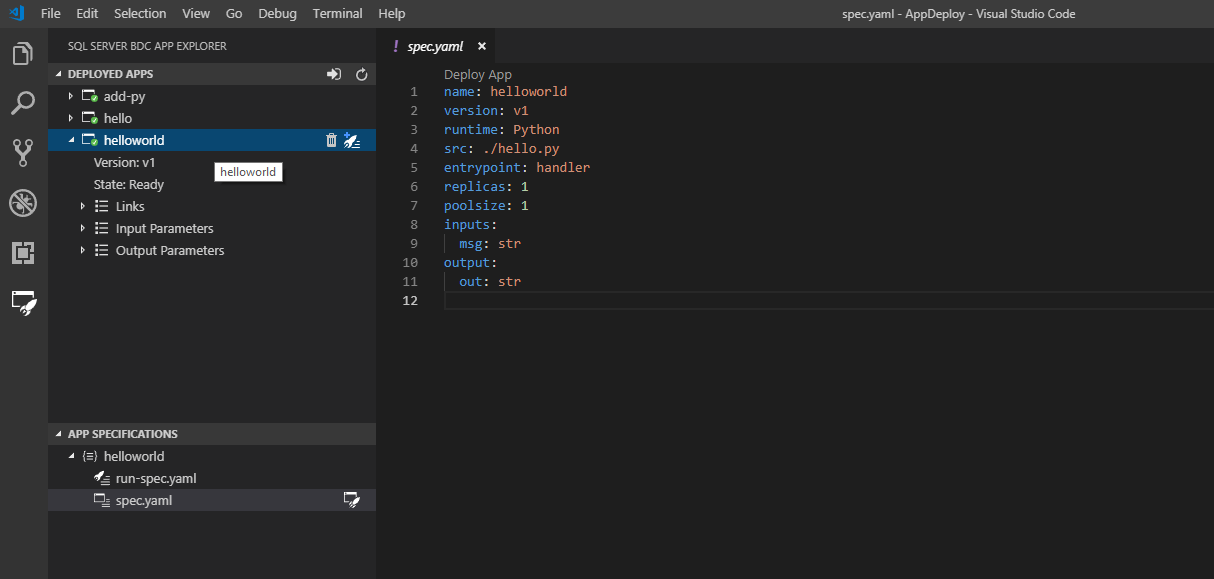 File Edit Selection View Go Debug Terminal Help spec.yaml - AppDeploy - Visual Studio Code
SQL SERVER BDC APP EXPLORER
DEPLOYED APPS
add-py
hello
helloworld
Version: v1
helloworld
State: Ready
Links
Input Parameters
Output Parameters
APP SPECIFICATIONS
{≡} helloworld
run-spec.yaml
spec.yaml
! spec.yaml ×
Deploy App
1 name: helloworld
2 version: v1
3 runtime: Python
4 src: ./hello.py
5 entrypoint: handler
6 replicas: 1
7 poolsize: 1
8 inputs:
9 msg: str
10 output:
11 out: str
12